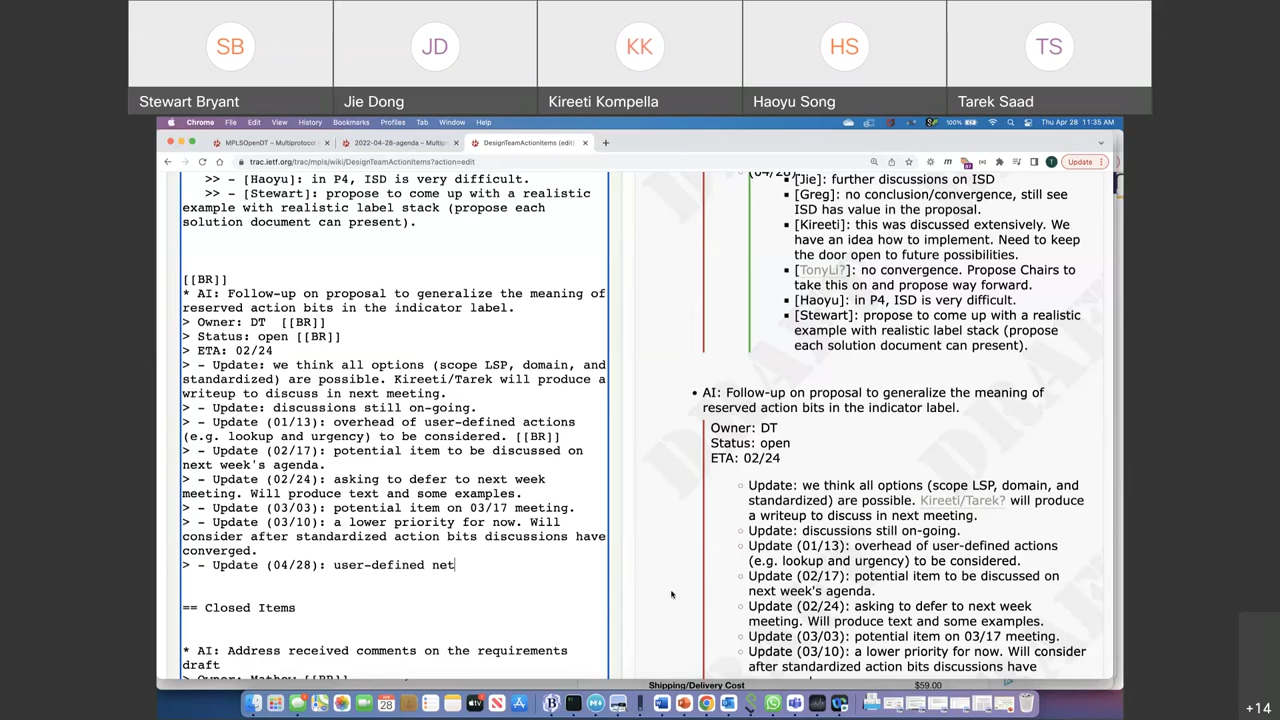 SB
JD
KK
HS
TS
Stewart Bryant
Jie Dong
Kireeti Kompella
Haoyu Song
Tarek Saad
Chrome File Edit View History Bookmarks Profiles Tab Window Help
100% Thu Apr 28 11:35 AM
MPLSOpenDT – Multiprotocol
2022-04-28-agenda – Multip
DesignTeamActionItems (edit)
trac.ietf.org/trac/mpls/wiki/DesignTeamActionItems?action=edit
Update
>> - [Haoyu]: in P4, ISD is very difficult.
>> - [Stewart]: propose to come up with a realistic
example with realistic label stack (propose each
solution document can present).
[[BR]]
* AI: Follow-up on proposal to generalize the meaning of
reserved action bits in the indicator label.
> Owner: DT [[BR]]
> Status: open [[BR]]
> ETA: 02/24
> - Update: we think all options (scope LSP, domain, and
standardized) are possible. Kireeti/Tarek will produce a
writeup to discuss in next meeting.
> - Update: discussions still on-going.
> - Update (01/13): overhead of user-defined actions
(e.g. lookup and urgency) to be considered. [[BR]]
> - Update (02/17): potential item to be discussed on
next week's agenda.
> - Update (02/24): asking to defer to next week
meeting. Will produce text and some examples.
> - Update (03/03): potential item on 03/17 meeting.
> - Update (03/10): a lower priority for now. Will
consider after standardized action bits discussions have
converged.
> - Update (04/28): user-defined net
== Closed Items
* AI: Address received comments on the requirements
draft
> Owner: Mathew [[BR]]
(04/28)
[Jie]: further discussions on ISD
[Greg]: no conclusion/convergence, still see
ISD has value in the proposal.
[Kireeti]: this was discussed extensively. We
have an idea how to implement. Need to keep
the door open to future possibilities.
[TonyLi?]: no convergence. Propose Chairs to
take this on and propose way forward.
[Haoyu]: in P4, ISD is very difficult.
[Stewart]: propose to come up with a realistic
example with realistic label stack (propose
each solution document can present).
AI: Follow-up on proposal to generalize the meaning of
reserved action bits in the indicator label.
Owner: DT
Status: open
ETA: 02/24
Update: we think all options (scope LSP, domain, and
standardized) are possible. Kireeti/Tarek? will produce
a writeup to discuss in next meeting.
Update: discussions still on-going.
Update (01/13): overhead of user-defined actions
(e.g. lookup and urgency) to be considered.
Update (02/17): potential item to be discussed on
next week's agenda.
Update (02/24): asking to defer to next week
meeting. Will produce text and some examples.
Update (03/03): potential item on 03/17 meeting.
Update (03/10): a lower priority for now. Will consider
after standardized action bits discussions have
DRAFT
Shipping/Delivery Cost $59.00
+14